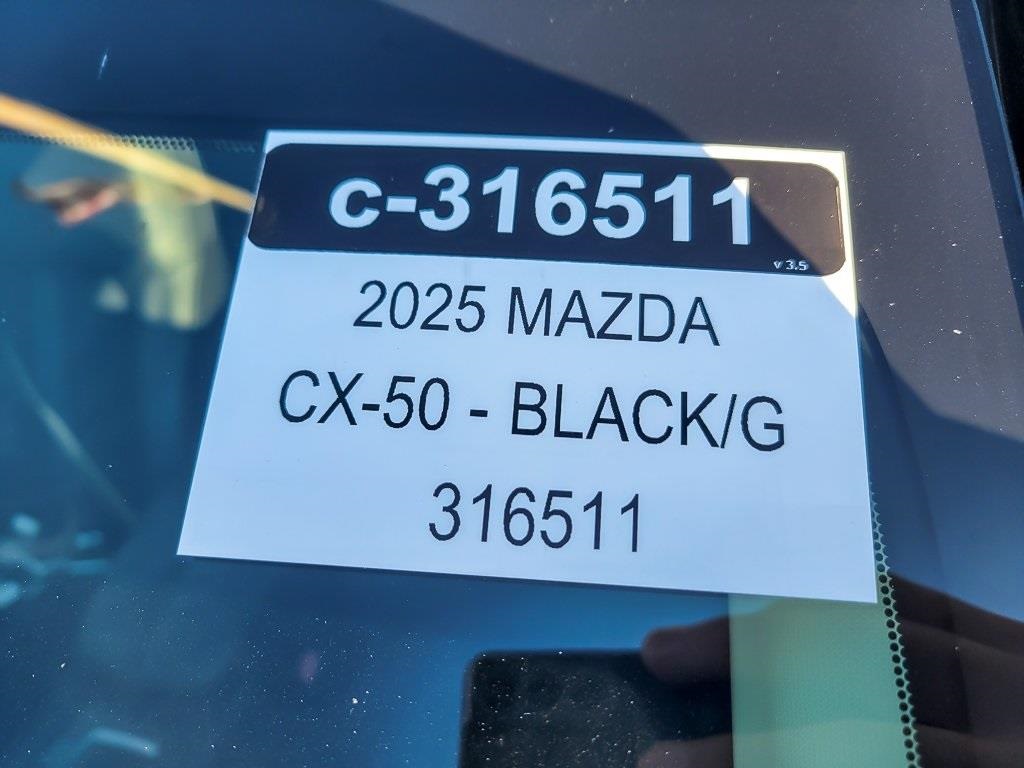 c-316511
v 3.5
2025 MAZDA
CX-50 - BLACK/G
316511